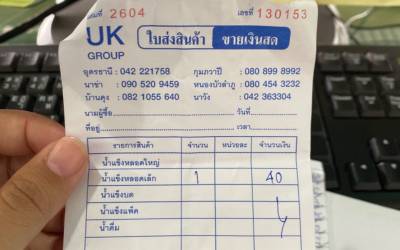 เล่มที่ 2604 เลขที่ 130153
UK GROUP ใบส่งสินค้า ขายเงินสด
อุดรธานี : 042 221758 กุมภวาปี : 080 899 8992
นาข่า : 090 520 9459 หนองบัวลำภู : 080 454 3232
บ้านดุง : 082 1055 640 นาวัง : 042 363304
นามผู้ซื้อ วันที่
ที่อยู่ เวลา
รายการสินค้า จำนวน หน่วยละ จำนวนเงิน
น้ำแข็งหลอดใหญ่
น้ำแข็งหลอดเล็ก 1 40
น้ำแข็งบด
น้ำแข็งแพ็ค
น้ำดื่ม